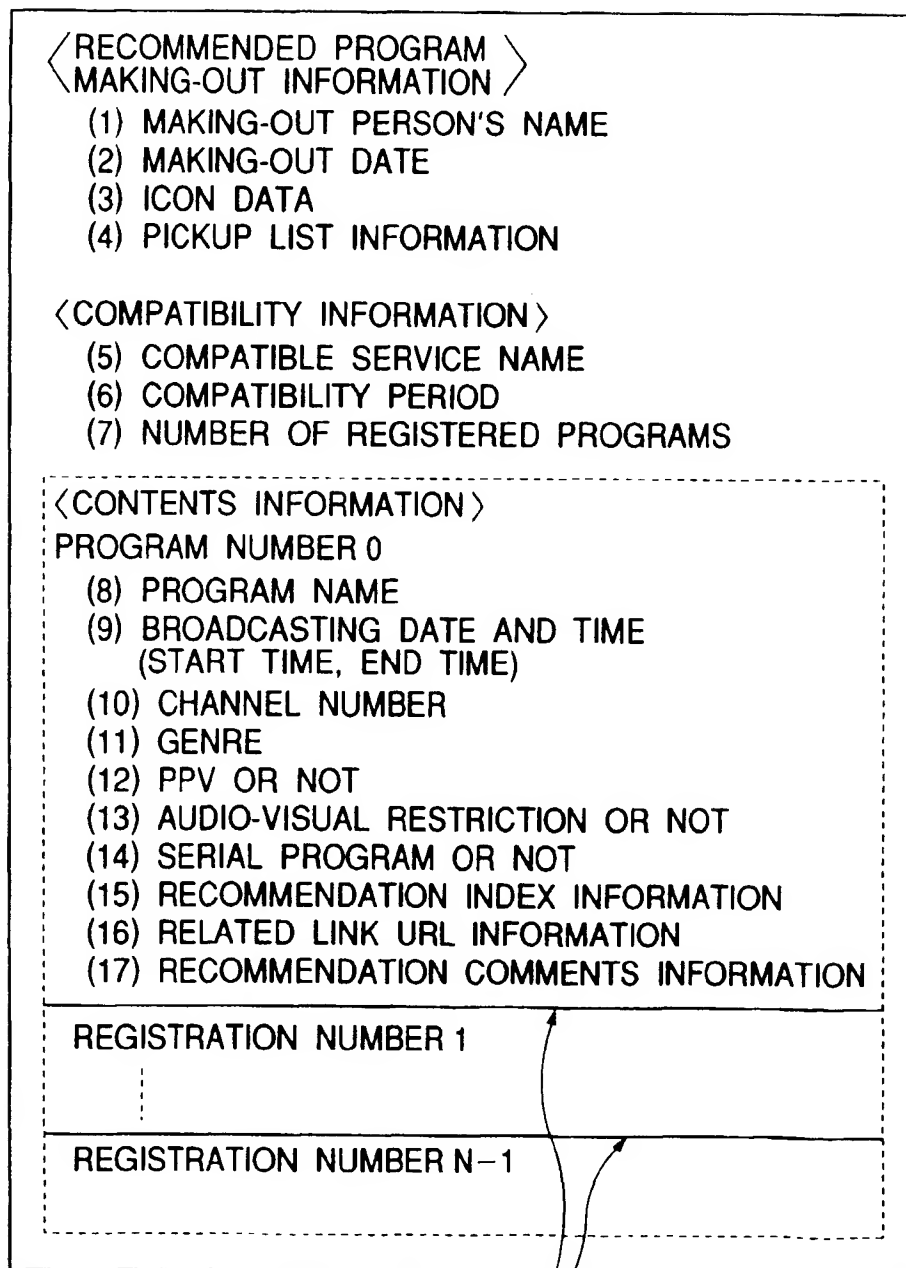 〈RECOMMENDED PROGRAM
MAKING-OUT INFORMATION〉
(1) MAKING-OUT PERSON'S NAME
(2) MAKING-OUT DATE
(3) ICON DATA
(4) PICKUP LIST INFORMATION
〈COMPATIBILITY INFORMATION〉
(5) COMPATIBLE SERVICE NAME
(6) COMPATIBILITY PERIOD
(7) NUMBER OF REGISTERED PROGRAMS
〈CONTENTS INFORMATION〉
PROGRAM NUMBER 0
(8) PROGRAM NAME
(9) BROADCASTING DATE AND TIME
(START TIME, END TIME)
(10) CHANNEL NUMBER
(11) GENRE
(12) PPV OR NOT
(13) AUDIO-VISUAL RESTRICTION OR NOT
(14) SERIAL PROGRAM OR NOT
(15) RECOMMENDATION INDEX INFORMATION
(16) RELATED LINK URL INFORMATION
(17) RECOMMENDATION COMMENTS INFORMATION
REGISTRATION NUMBER 1
REGISTRATION NUMBER N−1